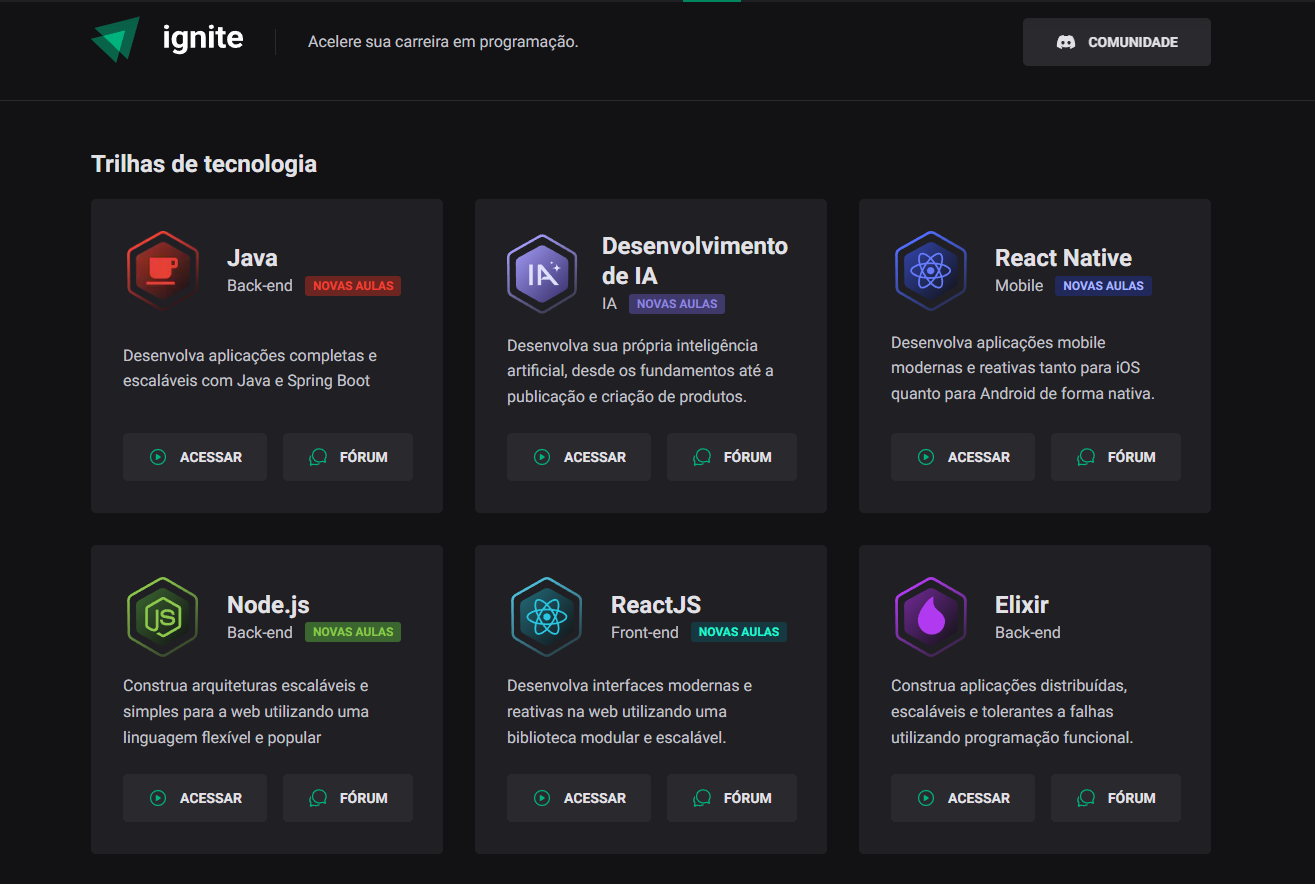 ignite
Acelere sua carreira em programação.
COMUNIDADE
Trilhas de tecnologia
Java
Back-end NOVAS AULAS
Desenvolva aplicações completas e
escaláveis com Java e Spring Boot
ACESSAR FÓRUM
IA
Desenvolvimento
de IA
IA NOVAS AULAS
Desenvolva sua própria inteligência
artificial, desde os fundamentos até a
publicação e criação de produtos.
ACESSAR FÓRUM
React Native
Mobile NOVAS AULAS
Desenvolva aplicações mobile
modernas e reativas tanto para iOS
quanto para Android de forma nativa.
ACESSAR FÓRUM
JS
Node.js
Back-end NOVAS AULAS
Construa arquiteturas escaláveis e
simples para a web utilizando uma
linguagem flexível e popular
ACESSAR FÓRUM
ReactJS
Front-end NOVAS AULAS
Desenvolva interfaces modernas e
reativas na web utilizando uma
biblioteca modular e escalável.
ACESSAR FÓRUM
Elixir
Back-end
Construa aplicações distribuídas,
escaláveis e tolerantes a falhas
utilizando programação funcional.
ACESSAR FÓRUM